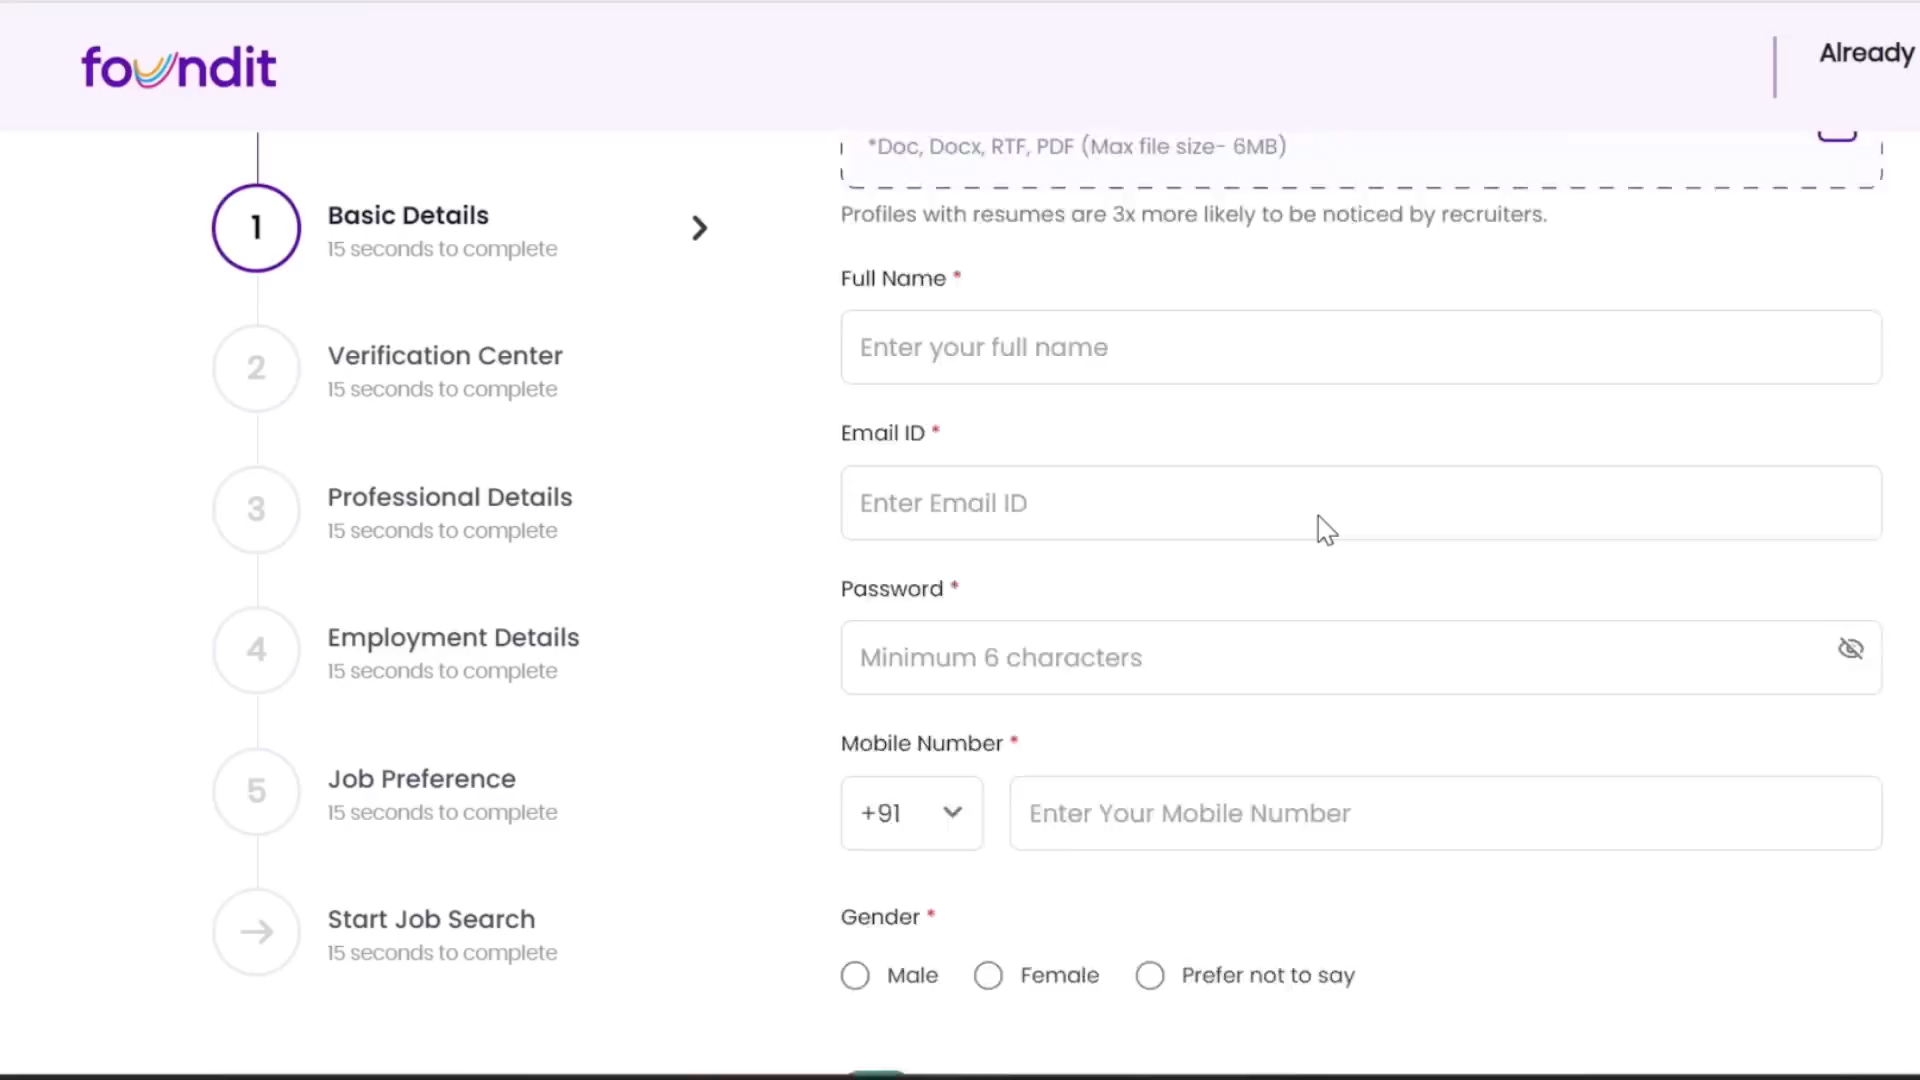 foundit
Already
1
Basic Details
15 seconds to complete
2
Verification Center
15 seconds to complete
3
Professional Details
15 seconds to complete
4
Employment Details
15 seconds to complete
5
Job Preference
15 seconds to complete
Start Job Search
15 seconds to complete
*Doc, Docx, RTF, PDF (Max file size- 6MB)
Profiles with resumes are 3x more likely to be noticed by recruiters.
Full Name *
Enter your full name
Email ID *
Enter Email ID
Password *
Minimum 6 characters
Mobile Number *
+91
Enter Your Mobile Number
Gender *
Male Female Prefer not to say